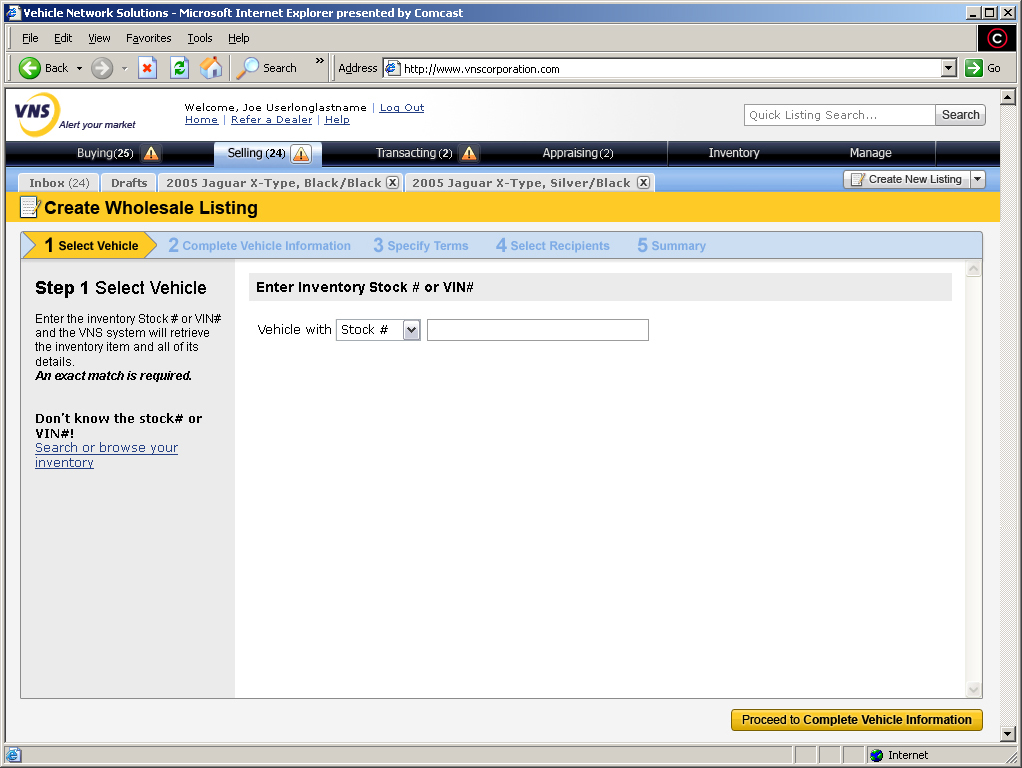 Vehicle Network Solutions - Microsoft Internet Explorer presented by Comcast
File Edit View Favorites Tools Help
Back Search » Address http://www.vnscorporation.com Go
VNS
Alert your market
Welcome, Joe Userlonglastname | Log Out
Home | Refer a Dealer | Help
Quick Listing Search... Search
Buying(25) Selling (24) Transacting (2) Appraising(2) Inventory Manage
Inbox (24) Drafts 2005 Jaguar X-Type, Black/Black X 2005 Jaguar X-Type, Silver/Black X Create New Listing
Create Wholesale Listing
1 Select Vehicle 2 Complete Vehicle Information 3 Specify Terms 4 Select Recipients 5 Summary
Step 1 Select Vehicle
Enter the inventory Stock # or VIN#
and the VNS system will retrieve
the inventory item and all of its
details.
An exact match is required.
Don't know the stock# or
VIN#!
Search or browse your
inventory
Enter Inventory Stock # or VIN#
Vehicle with Stock #
Proceed to Complete Vehicle Information
Internet